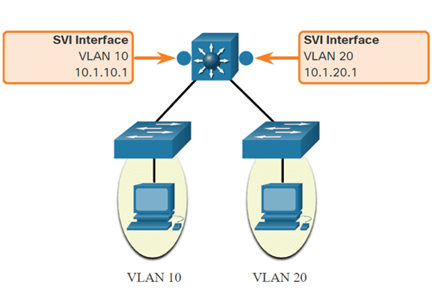 SVI Interface
VLAN 10
10.1.10.1
SVI Interface
VLAN 20
10.1.20.1
VLAN 10
VLAN 20